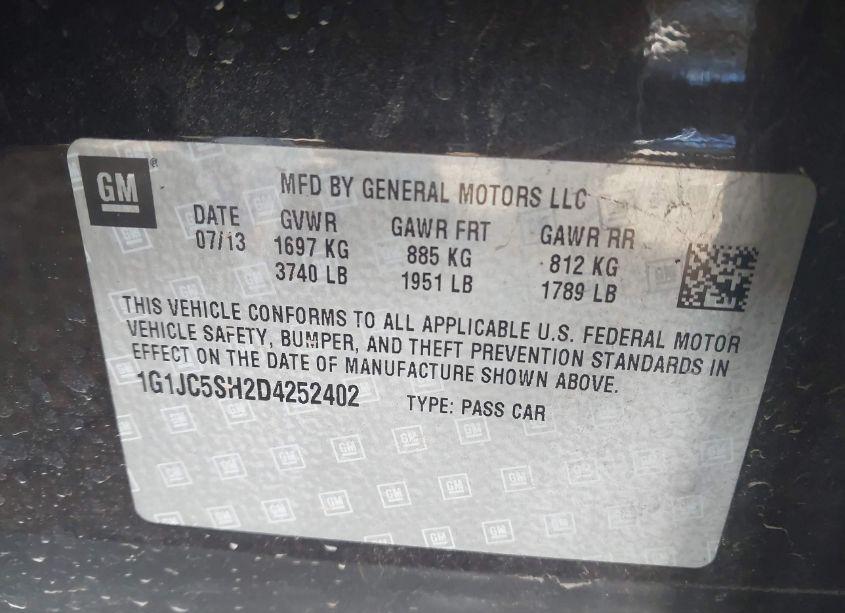 GM®
MFD BY GENERAL MOTORS LLC
DATE GVWR GAWR FRT GAWR RR
07/13 1697 KG 885 KG 812 KG
3740 LB 1951 LB 1789 LB
THIS VEHICLE CONFORMS TO ALL APPLICABLE U.S. FEDERAL MOTOR
VEHICLE SAFETY, BUMPER, AND THEFT PREVENTION STANDARDS IN
EFFECT ON THE DATE OF MANUFACTURE SHOWN ABOVE.
1G1JC5SH2D4252402 TYPE: PASS CAR